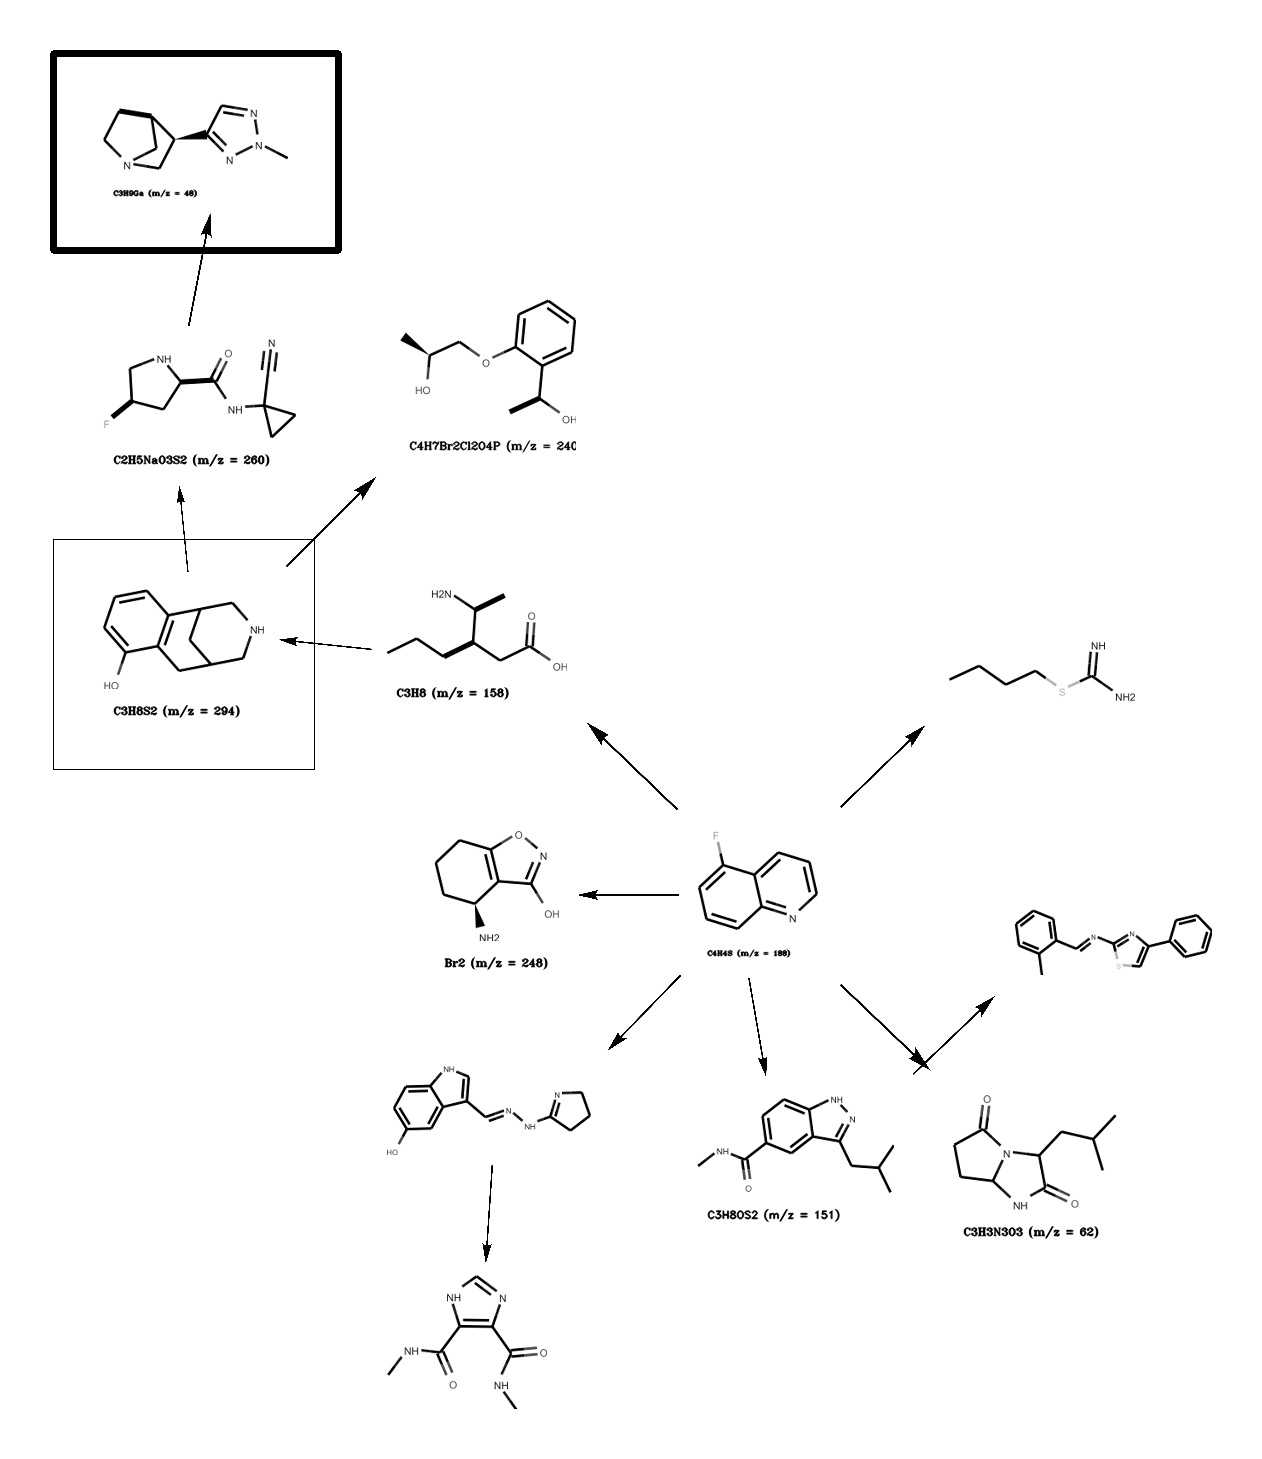 N
N
N
N
C3H9Ga (m/z = 48)
NH
O
N
NH
F
C2H5NaO3S2 (m/z = 260)
O
HO
OH
C4H7Br2Cl2O4P (m/z = 240
NH
HO
C3H8S2 (m/z = 294)
H2N
O
OH
C3H8 (m/z = 158)
NH
S
NH2
O
N
OH
NH2
Br2 (m/z = 248)
F
N
C4H4S (m/z = 188)
N
N
S
NH
N
N
NH
HO
NH
N
NH
O
C3H8OS2 (m/z = 151)
O
N
NH
O
C3H3N3O3 (m/z = 62)
NH
N
NH
O
O
NH